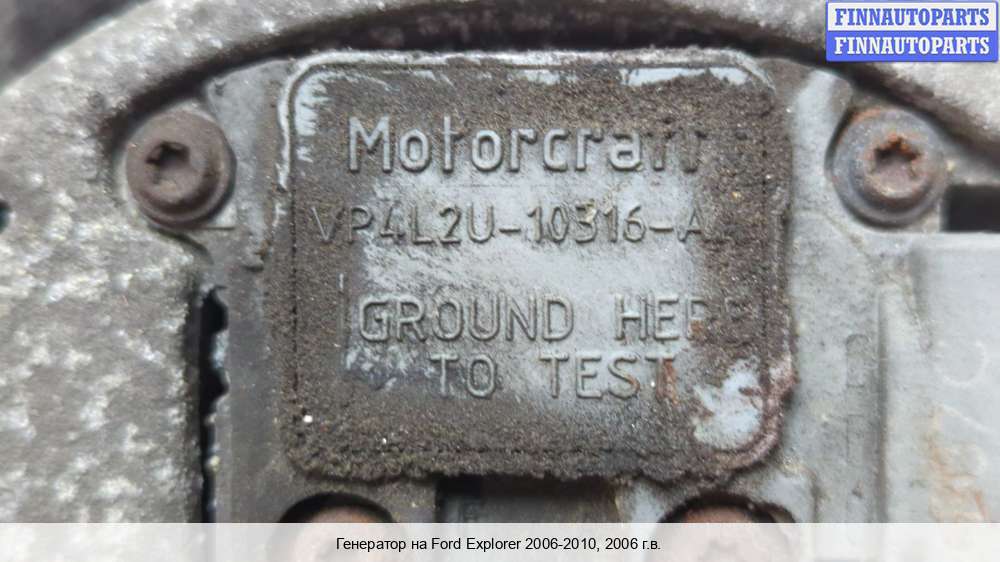 FINNAUTOPARTS
FINNAUTOPARTS
Motorcraft
VP4L2U-10316-A
GROUND HERE
TO TEST
Генератор на Ford Explorer 2006-2010, 2006 г.в.